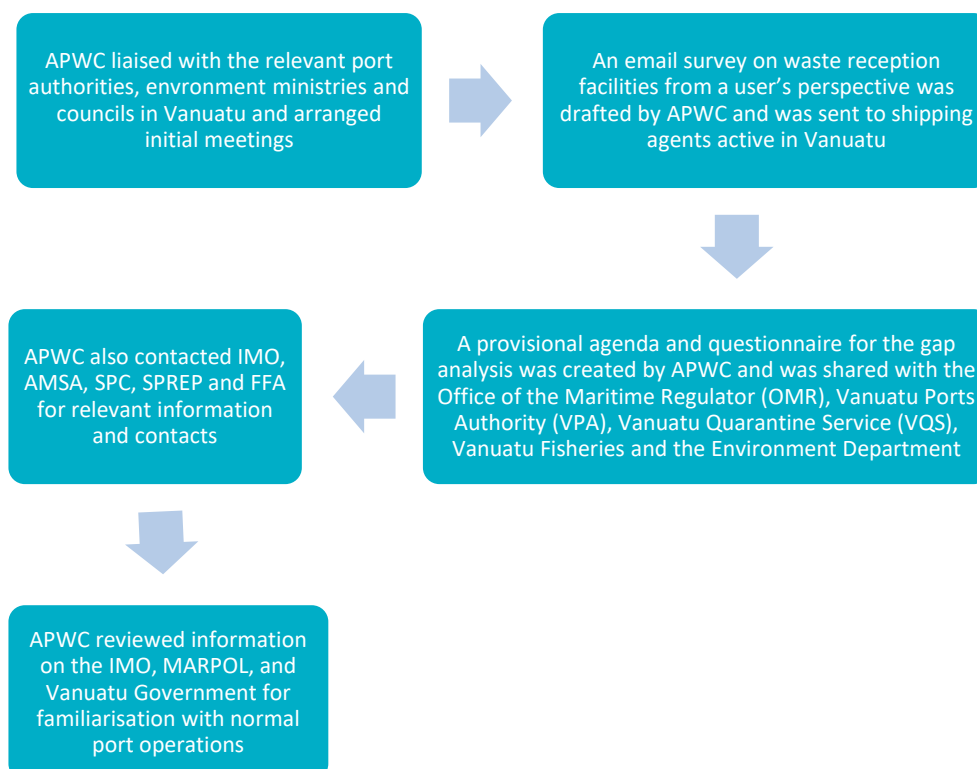 APWC liaised with the relevant port
authorities, envronment ministries and
councils in Vanuatu and arranged
initial meetings
An email survey on waste reception
facilities from a user’s perspective was
drafted by APWC and was sent to shipping
agents active in Vanuatu
A provisional agenda and questionnaire for the gap
analysis was created by APWC and was shared with the
Office of the Maritime Regulator (OMR), Vanuatu Ports
Authority (VPA), Vanuatu Quarantine Service (VQS),
Vanuatu Fisheries and the Environment Department
APWC also contacted IMO,
AMSA, SPC, SPREP and FFA
for relevant information
and contacts
APWC reviewed information
on the IMO, MARPOL, and
Vanuatu Government for
familiarisation with normal
port operations